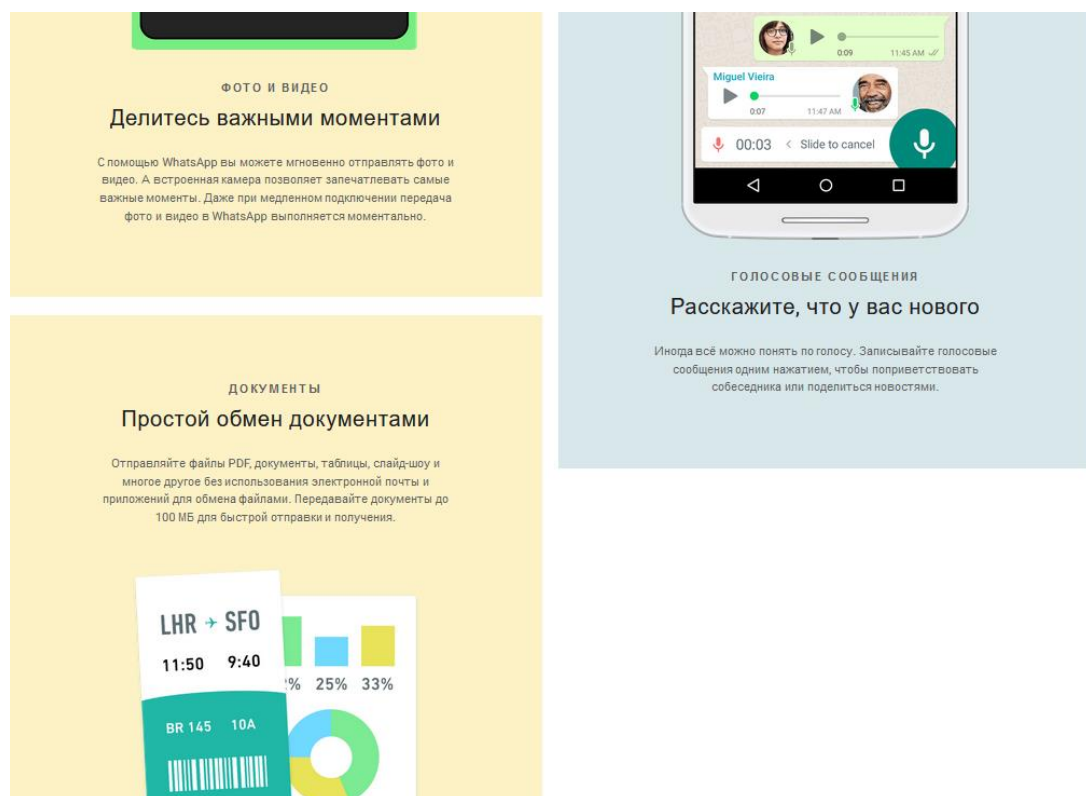 ФОТО И ВИДЕО
Делитесь важными моментами
С помощью WhatsApp вы можете мгновенно отправлять фото и
видео. А встроенная камера позволяет запечатлевать самые
важные моменты. Даже при медленном подключении передача
фото и видео в WhatsApp выполняется моментально.
ДОКУМЕНТЫ
Простой обмен документами
Отправляйте файлы PDF, документы, таблицы, слайд-шоу и
многое другое без использования электронной почты и
приложений для обмена файлами. Передавайте документы до
100 МБ для быстрой отправки и получения.
LHR SFO
11:50 9:40
BR 145 10A
25% 33%
0:09 11:45 AM
Miguel Vieira
0:07 11:47 AM
00:03 < Slide to cancel
ГОЛОСОВЫЕ СООБЩЕНИЯ
Расскажите, что у вас нового
Иногда всё можно понять по голосу. Записывайте голосовые
сообщения одним нажатием, чтобы поприветствовать
собеседника или поделиться новостями.